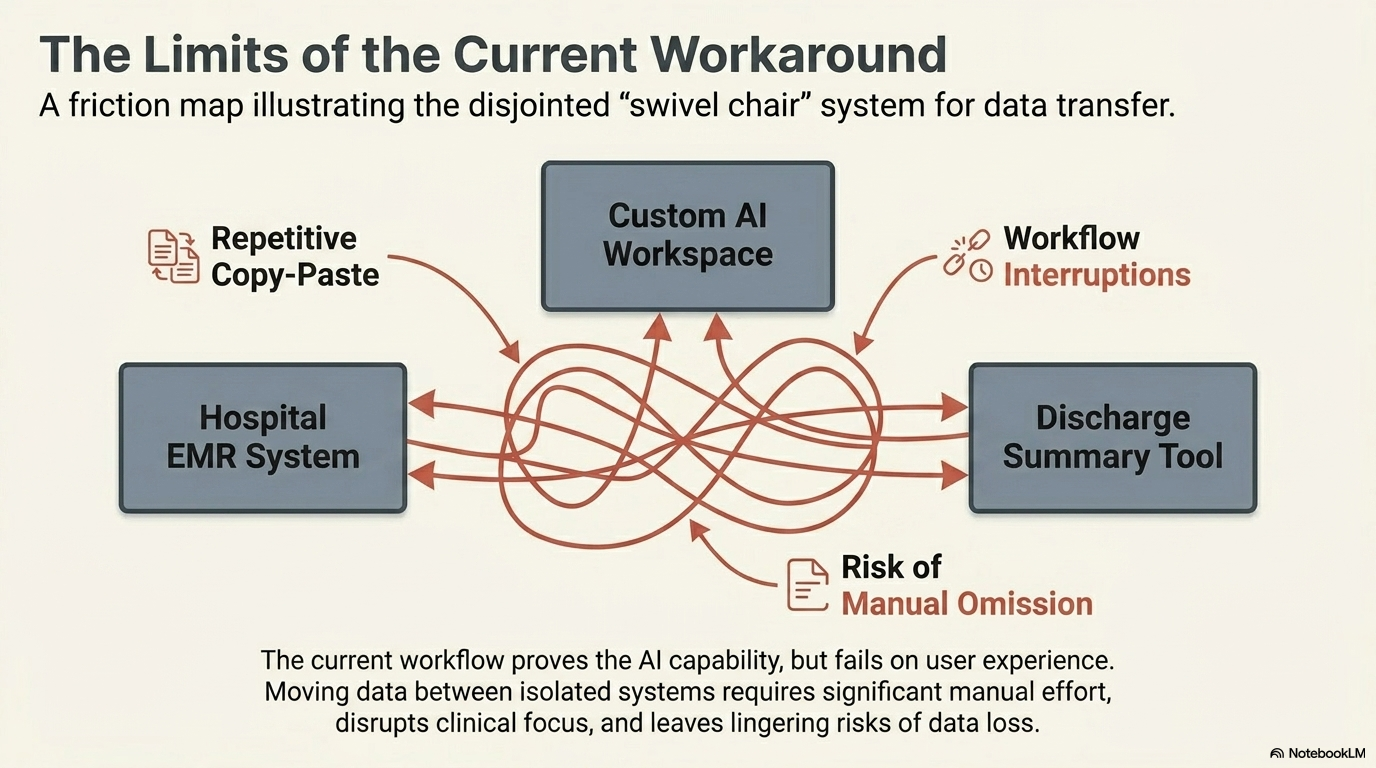 The Limits of the Current Workaround
A friction map illustrating the disjointed “swivel chair” system for data transfer.
Custom AI
Workspace
Repetitive
Copy-Paste
Workflow
Interruptions
Hospital
EMR System
Discharge
Summary Tool
Risk of
Manual Omission
The current workflow proves the AI capability, but fails on user experience.
Moving data between isolated systems requires significant manual effort,
disrupts clinical focus, and leaves lingering risks of data loss.
NotebookLM